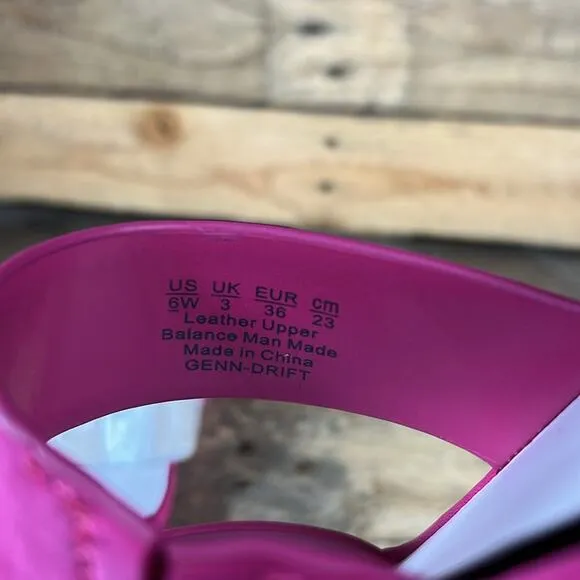 US UK EUR cm
6W 3 36 23
Leather Upper
Balance Man Made
Made in China
GENN-DRIFT